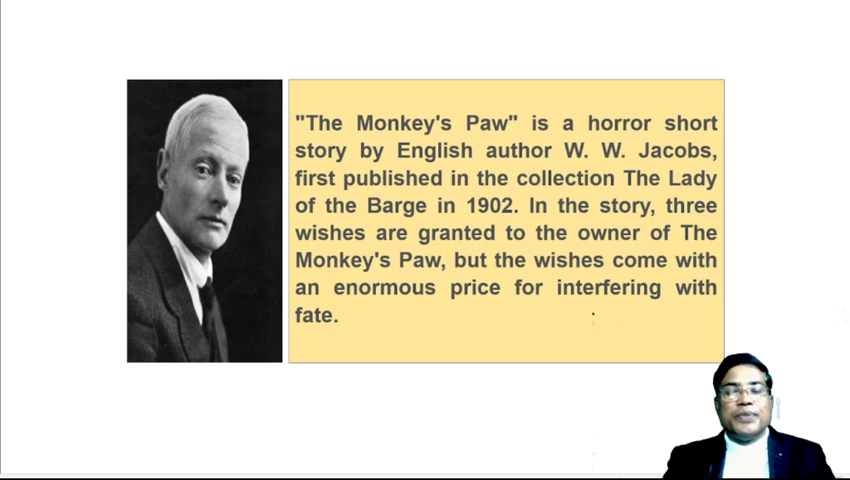 "The Monkey's Paw" is a horror short
story by English author W. W. Jacobs,
first published in the collection The Lady
of the Barge in 1902. In the story, three
wishes are granted to the owner of The
Monkey's Paw, but the wishes come with
an enormous price for interfering with
fate.